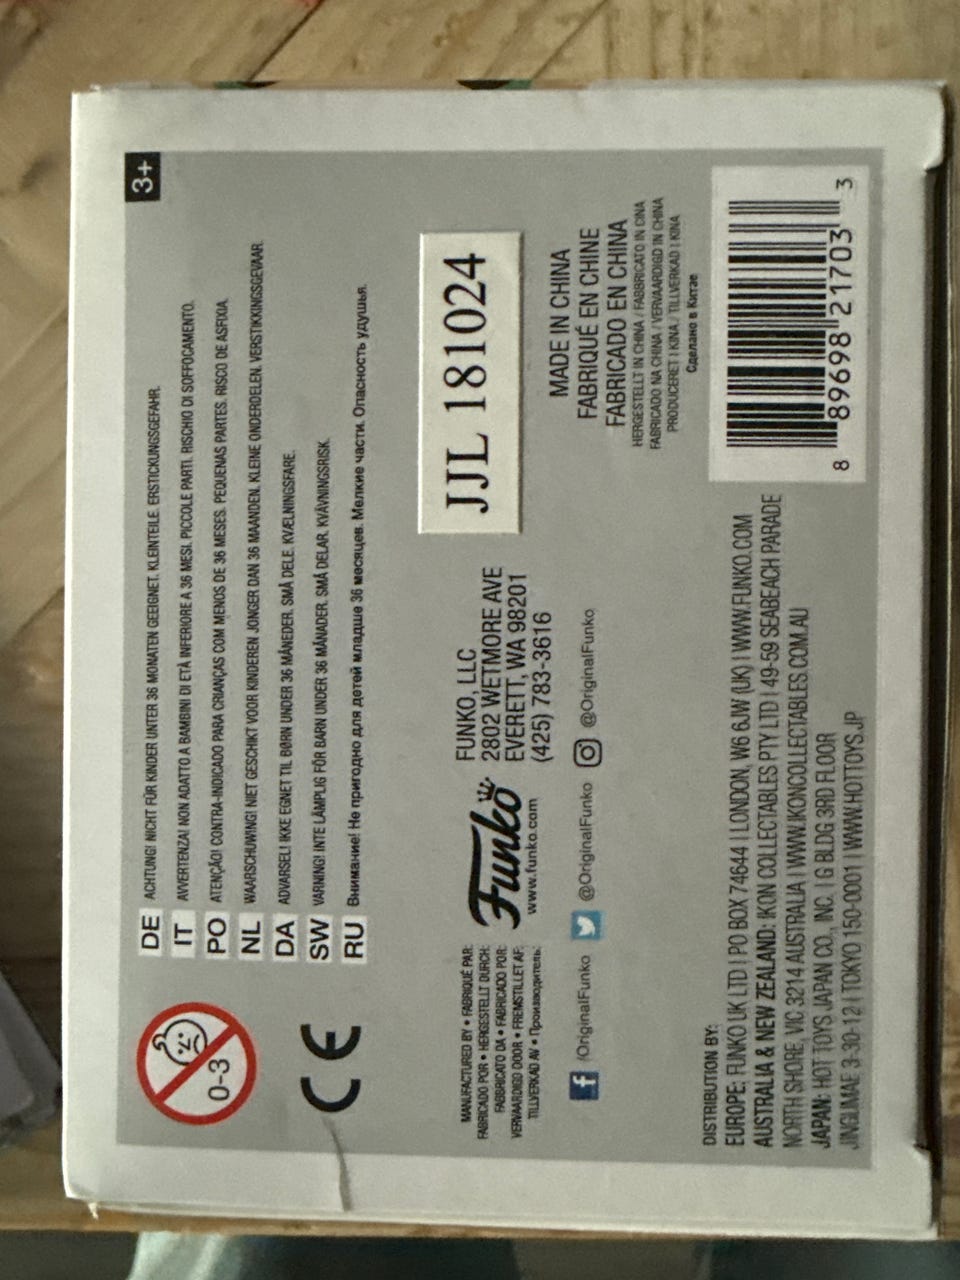 3+
0-3
DE ACHTUNG! NICHT FÜR KINDER UNTER 36 MONATEN GEEIGNET. KLEINTEILE. ERSTICKUNGSGEFAHR.
IT AVVERTENZA! NON ADATTO A BAMBINI DI ETÀ INFERIORE A 36 MESI. PICCOLE PARTI. RISCHIO DI SOFFOCAMENTO.
PO ATENÇÃO! CONTRA-INDICADO PARA CRIANÇAS COM MENOS DE 36 MESES. PEQUENAS PARTES. RISCO DE ASFIXIA.
NL WAARSCHUWING! NIET GESCHIKT VOOR KINDEREN JONGER DAN 36 MAANDEN. KLEINE ONDERDELEN. VERSTIKKINGSGEVAAR.
DA ADVARSEL! IKKE EGNET TIL BØRN UNDER 36 MÅNEDER. SMÅ DELE. KVÆLNINGSFARE.
SW VARNING! INTE LÄMPLIG FÖR BARN UNDER 36 MÅNADER. SMÅ DELAR. KVÄVNINGSRISK.
RU Внимание! Не пригодно для детей младше 36 месяцев. Мелкие части. Опасность удушья.
CE
MANUFACTURED BY • FABRIQUÉ PAR:
FABRICADO POR • HERGESTELLT DURCH:
FABBRICATO DA • FABRICADO POR:
VERVAARDIGD DOOR • FREMSTILLET AF:
TILLVERKAD AV • Производитель:
Funko
www.funko.com
FUNKO, LLC
2802 WETMORE AVE
EVERETT, WA 98201
(425) 783-3616
/OriginalFunko @OriginalFunko @OriginalFunko
JJL 181024
MADE IN CHINA
FABRIQUÉ EN CHINE
FABRICADO EN CHINA
HERGESTELLT IN CHINA / FABBRICATO IN CINA
FABRICADO NA CHINA / VERVAARDIGD IN CHINA
PRODUCERET I KINA / TILLVERKAD I KINA
Сделано в Китае
DISTRIBUTION BY:
EUROPE: FUNKO UK LTD | PO BOX 74644 | LONDON, W6 6JW (UK) | WWW.FUNKO.COM
AUSTRALIA & NEW ZEALAND: IKON COLLECTABLES PTY LTD | 49-59 SEABEACH PARADE
NORTH SHORE, VIC 3214 AUSTRALIA | WWW.IKONCOLLECTABLES.COM.AU
JAPAN: HOT TOYS JAPAN CO., INC. | G BLDG 3RD FLOOR
JINGUMAE 3-30-12 | TOKYO 150-0001 | WWW.HOTTOYS.JP
8 89698 21703 3